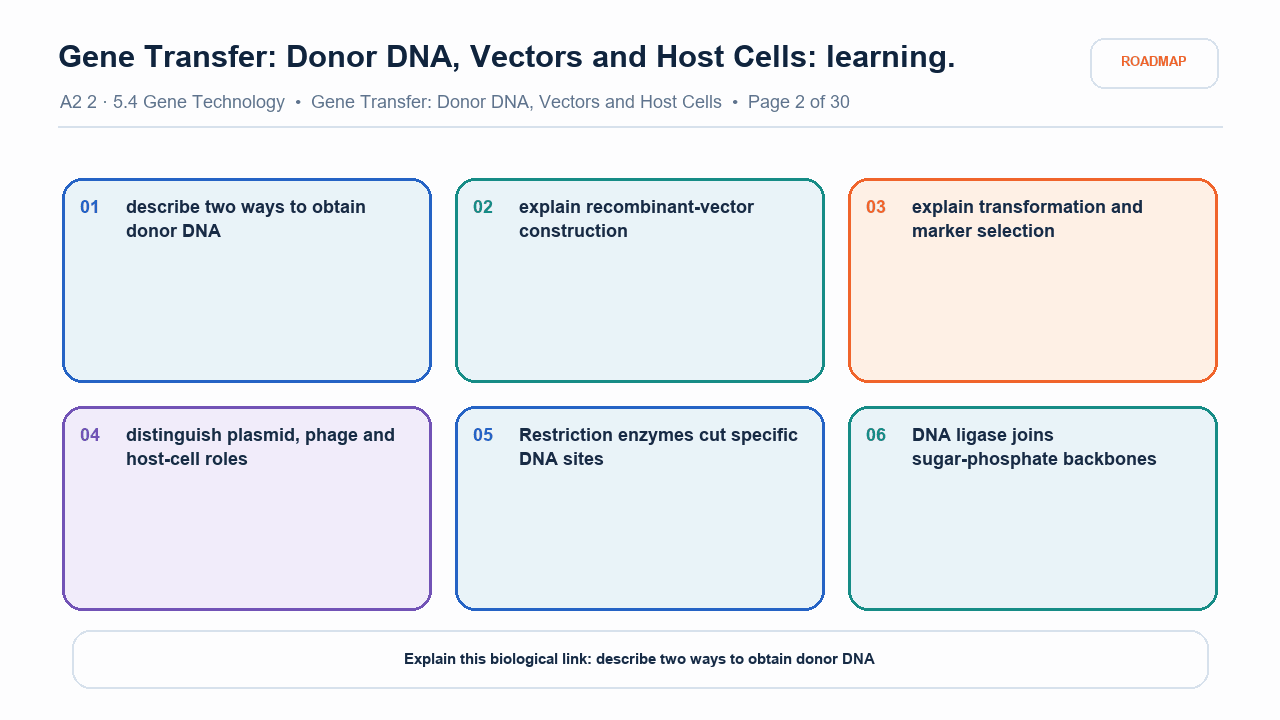 Gene Transfer: Donor DNA, Vectors and Host Cells: learning.
ROADMAP
A2 2 · 5.4 Gene Technology • Gene Transfer: Donor DNA, Vectors and Host Cells • Page 2 of 30
01 describe two ways to obtain
donor DNA
02 explain recombinant-vector
construction
03 explain transformation and
marker selection
04 distinguish plasmid, phage and
host-cell roles
05 Restriction enzymes cut specific
DNA sites
06 DNA ligase joins
sugar-phosphate backbones
Explain this biological link: describe two ways to obtain donor DNA